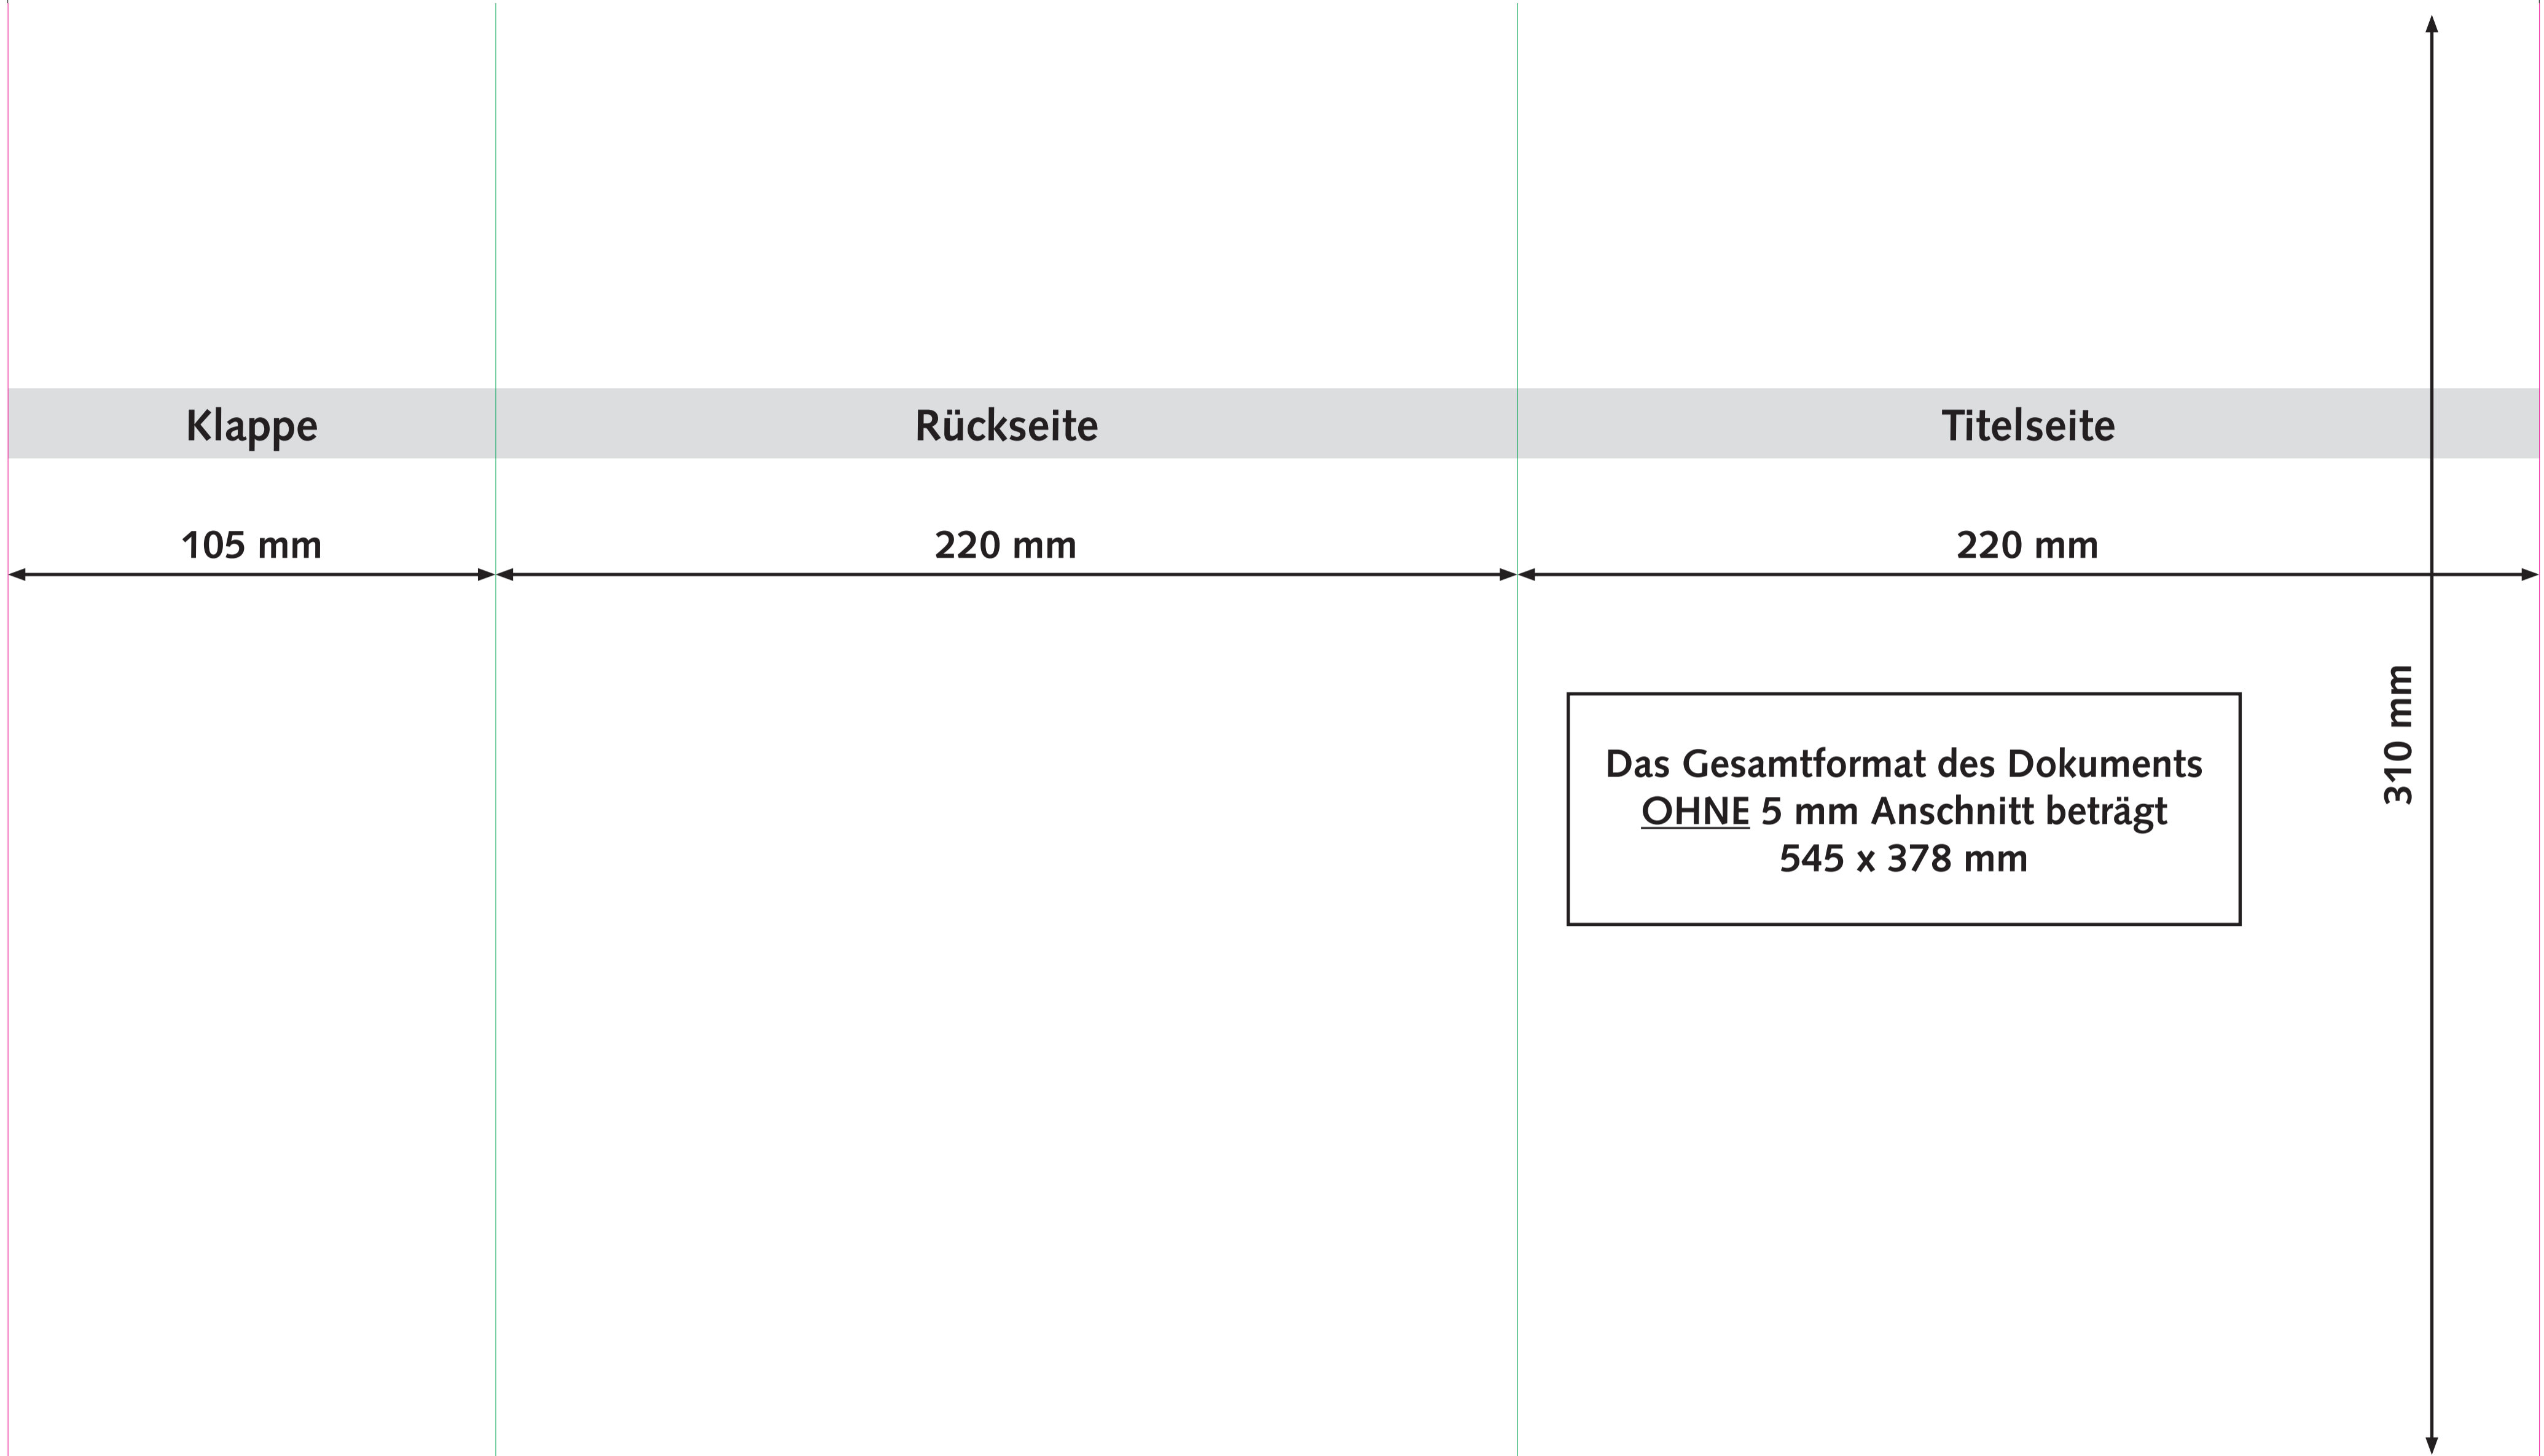 Klappe
Rückseite
Titelseite
105 mm
220 mm
220 mm
310 mm
Das Gesamtformat des Dokuments
OHNE 5 mm Anschnitt beträgt
545 x 378 mm